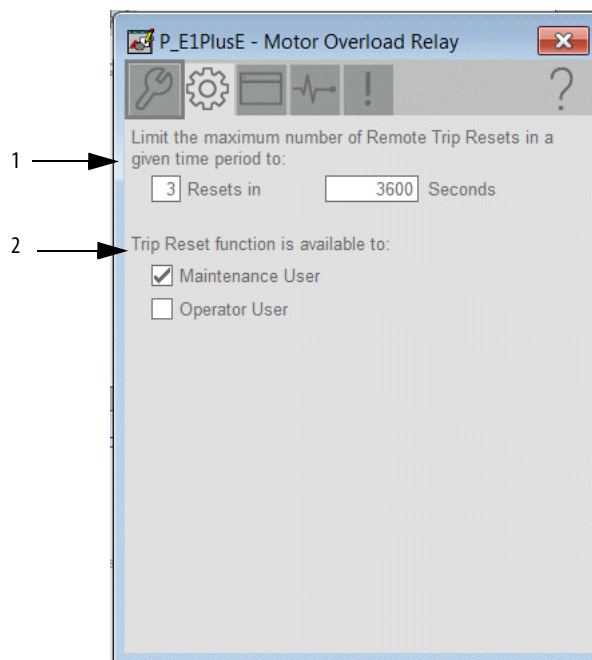 P_E1PlusE - Motor Overload Relay
Limit the maximum number of Remote Trip Resets in a
given time period to:
1
3 Resets in 3600 Seconds
2
Trip Reset function is available to:
Maintenance User
Operator User